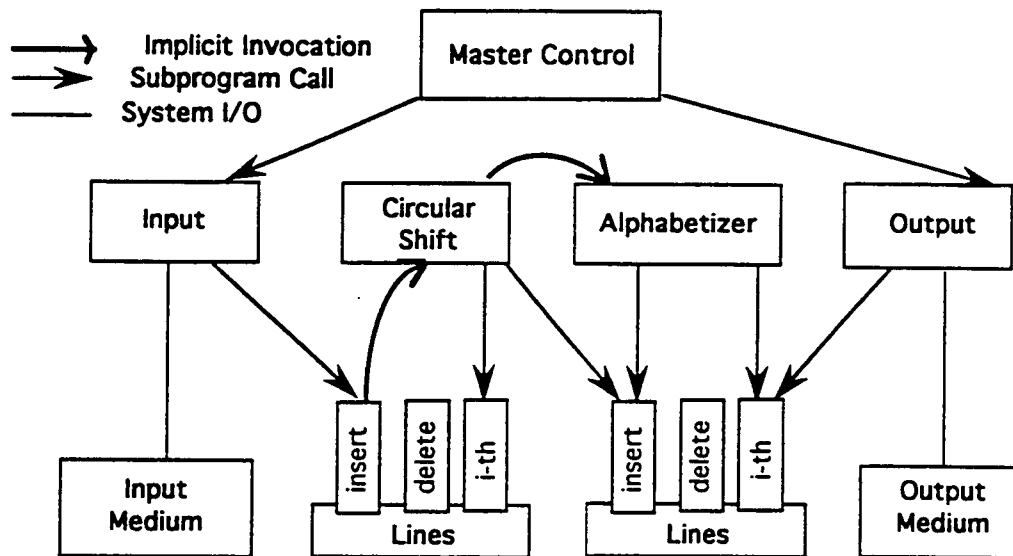 Implicit Invocation
Subprogram Call
System I/O
Master Control
Input
Circular
Shift
Alphabetizer
Output
insert
delete
i-th
insert
delete
i-th
Input
Medium
Lines
Lines
Output
Medium